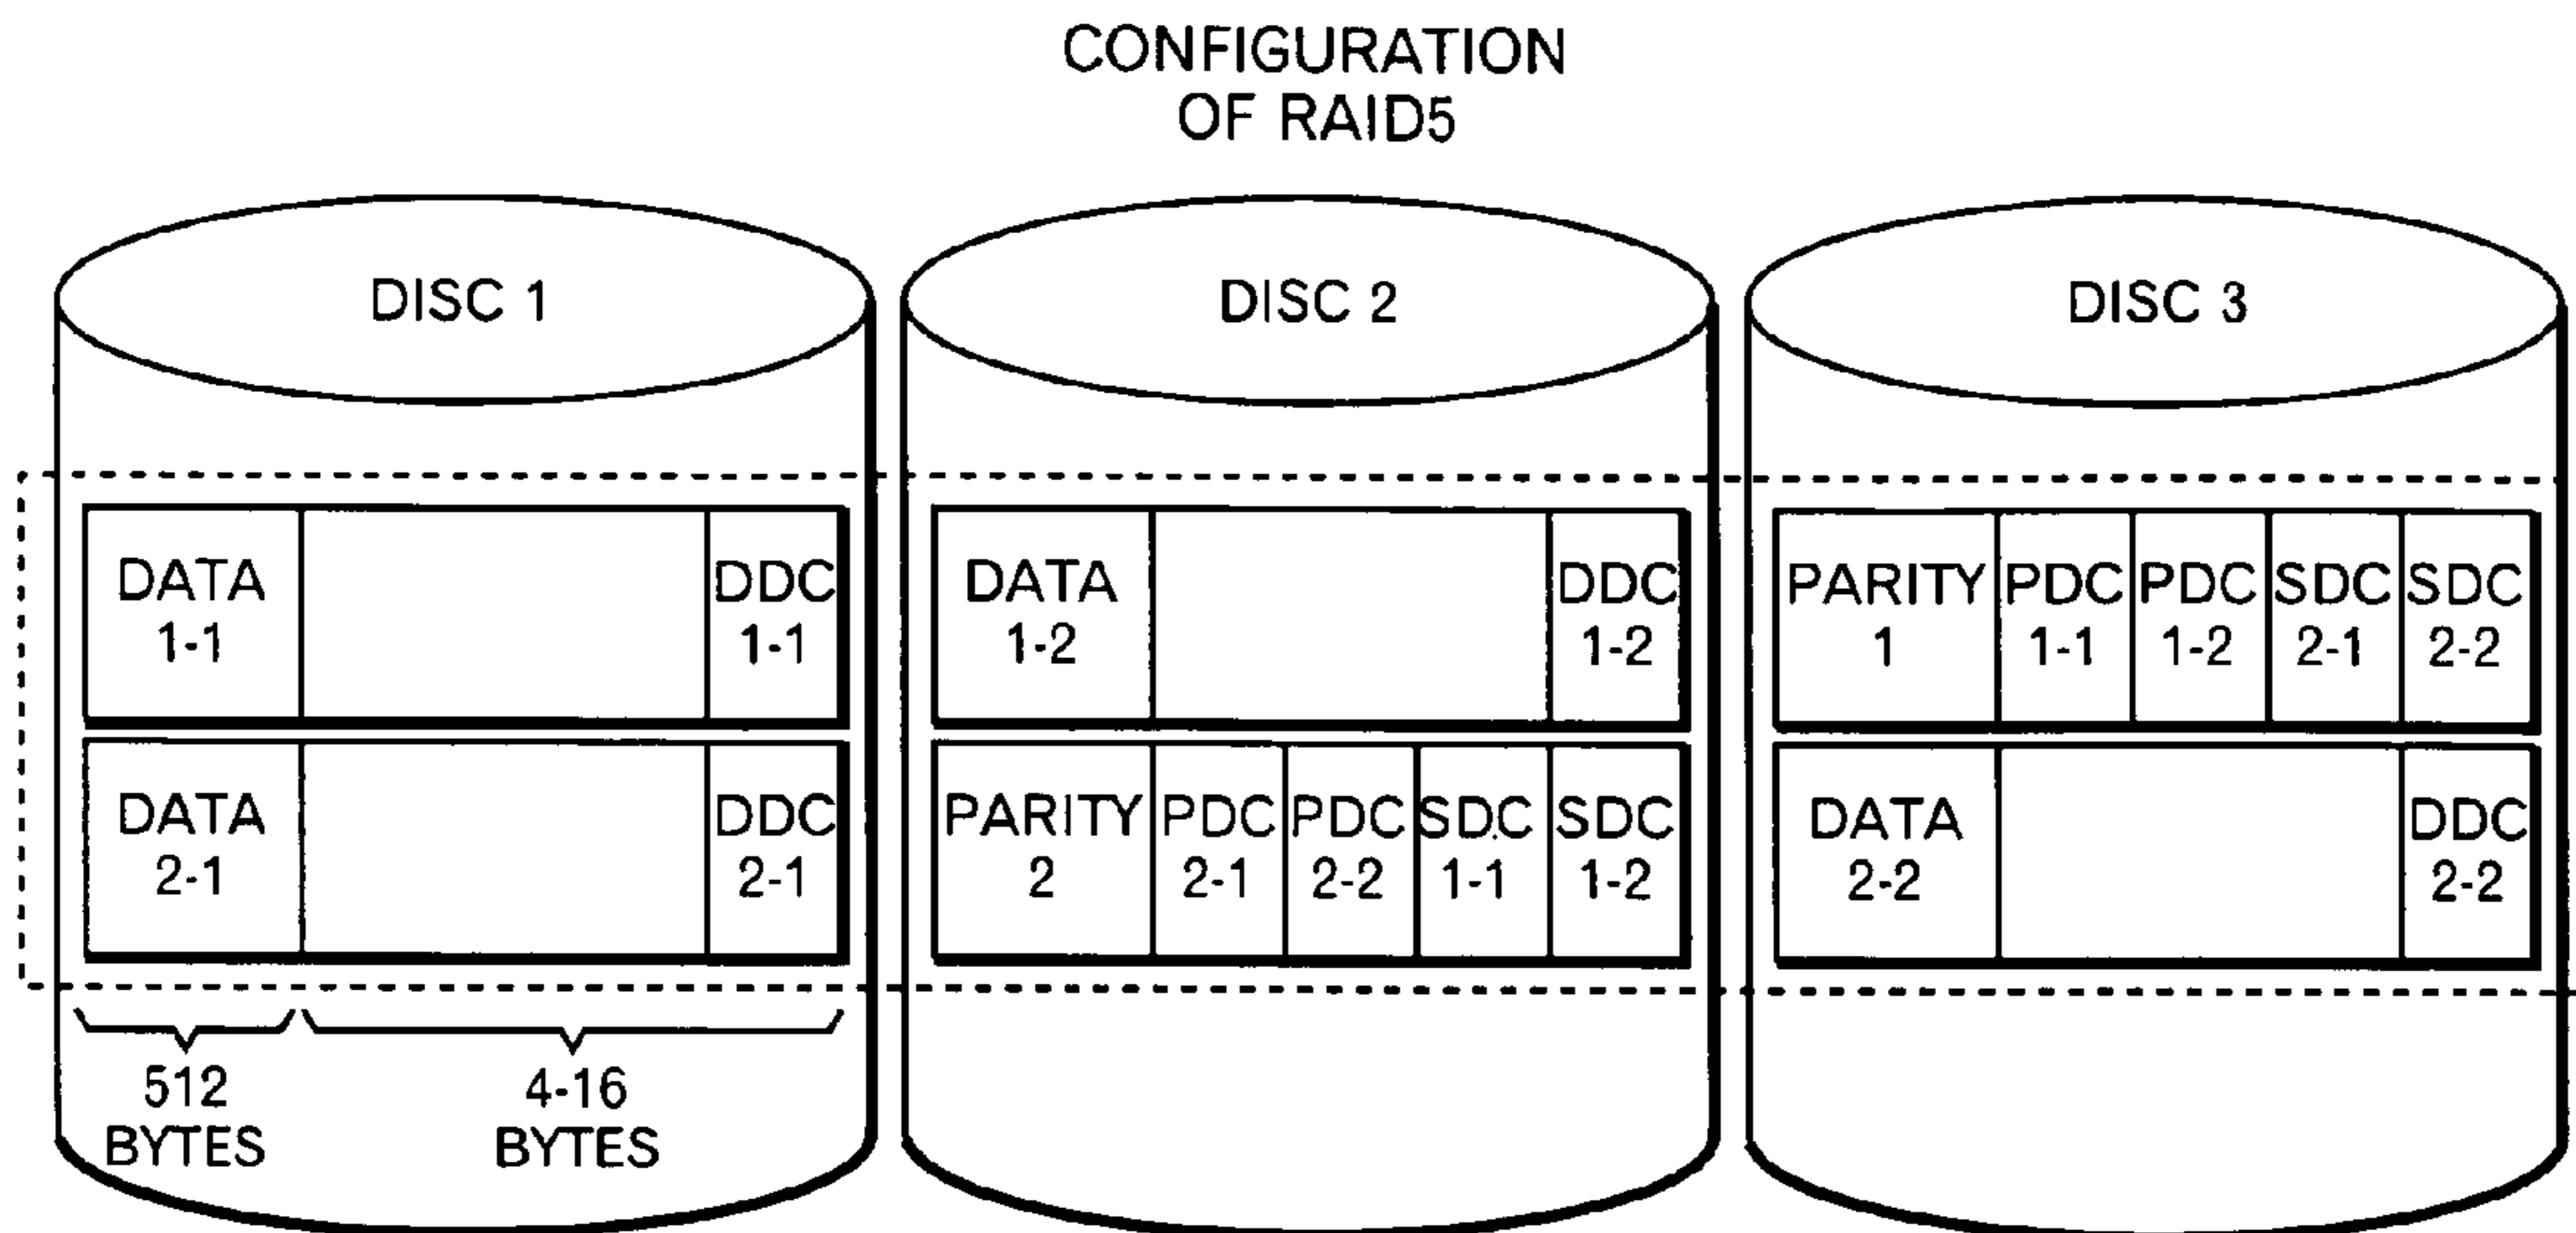 CONFIGURATION
OF RAID5
DISC 1
DISC 2
DISC 3
DATA
1-1
DDC
1-1
DATA
1-2
DDC
1-2
PARITY
1
PDC
1-1
PDC
1-2
SDC
2-1
SDC
2-2
DATA
2-1
DDC
2-1
PARITY
2
PDC
2-1
PDC
2-2
SDC
1-1
SDC
1-2
DATA
2-2
DDC
2-2
512
BYTES
4-16
BYTES